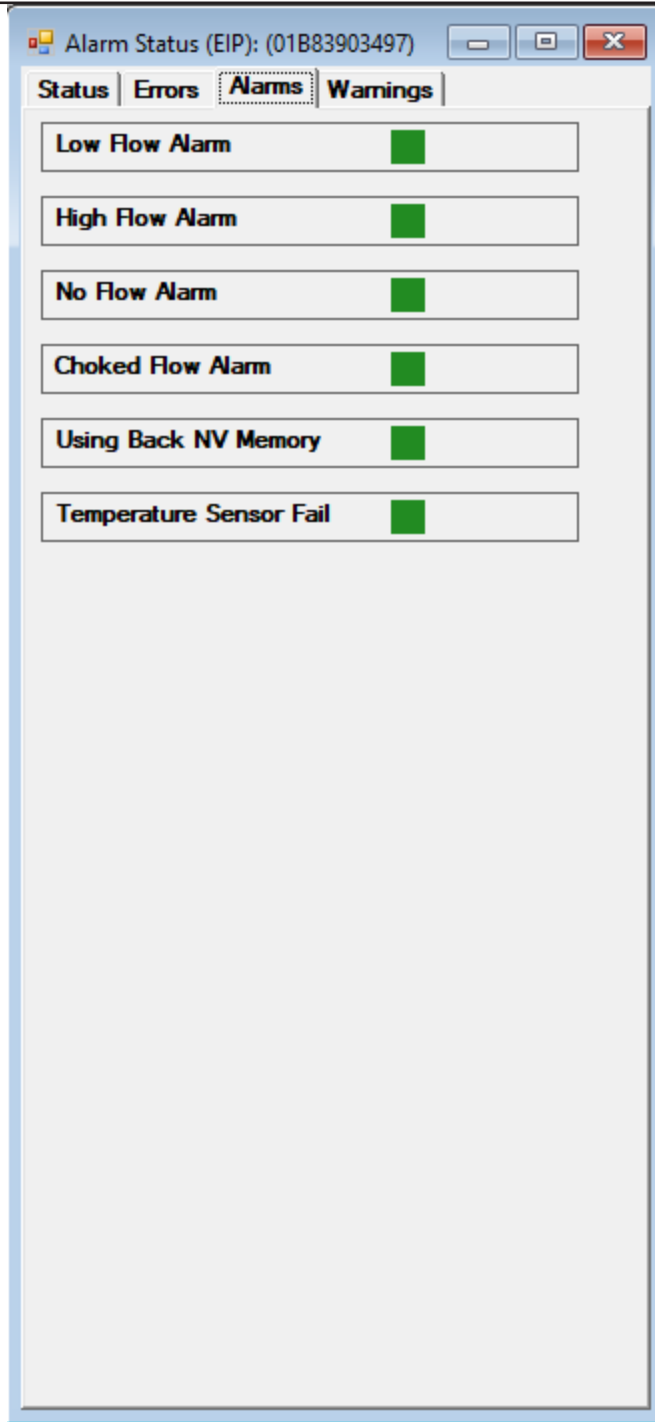 Alarm Status (EIP): (01B83903497)
Status Errors Alarms Warnings
Low Flow Alarm
High Flow Alarm
No Flow Alarm
Choked Flow Alarm
Using Back NV Memory
Temperature Sensor Fail